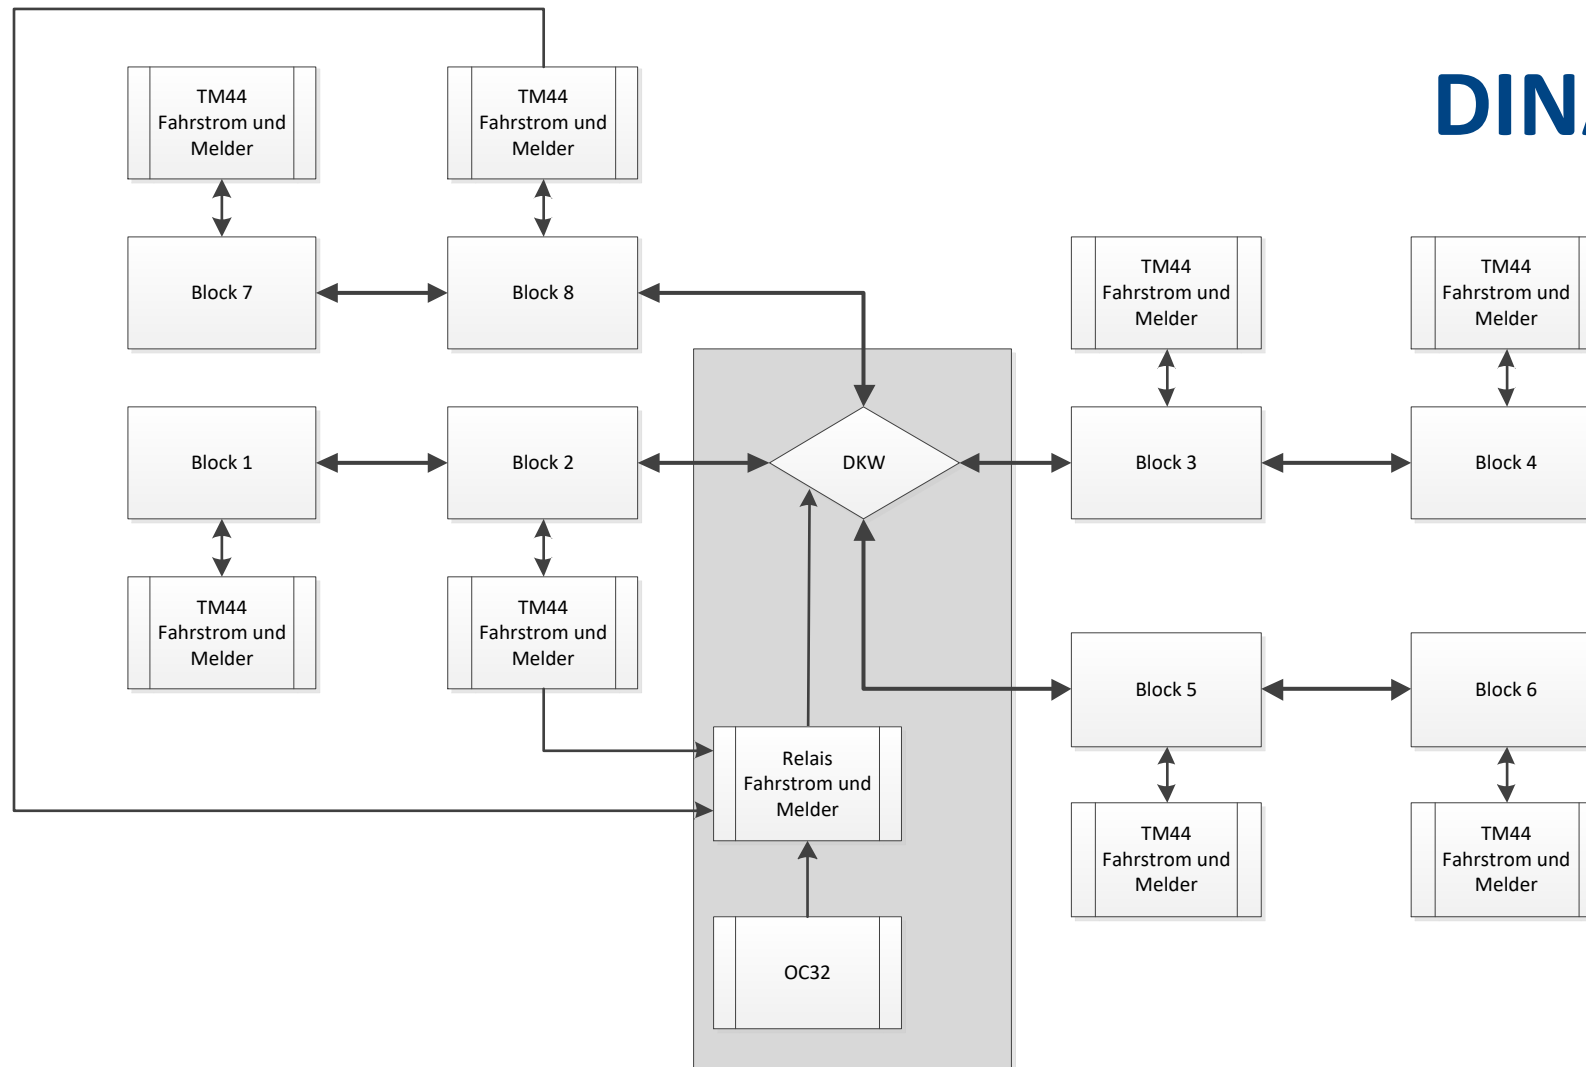 DINA
TM44
Fahrstrom und
Melder
TM44
Fahrstrom und
Melder
Block 7
Block 8
TM44
Fahrstrom und
Melder
TM44
Fahrstrom und
Melder
Block 1
Block 2
DKW
Block 3
Block 4
TM44
Fahrstrom und
Melder
TM44
Fahrstrom und
Melder
Block 5
Block 6
Relais
Fahrstrom und
Melder
TM44
Fahrstrom und
Melder
TM44
Fahrstrom und
Melder
OC32